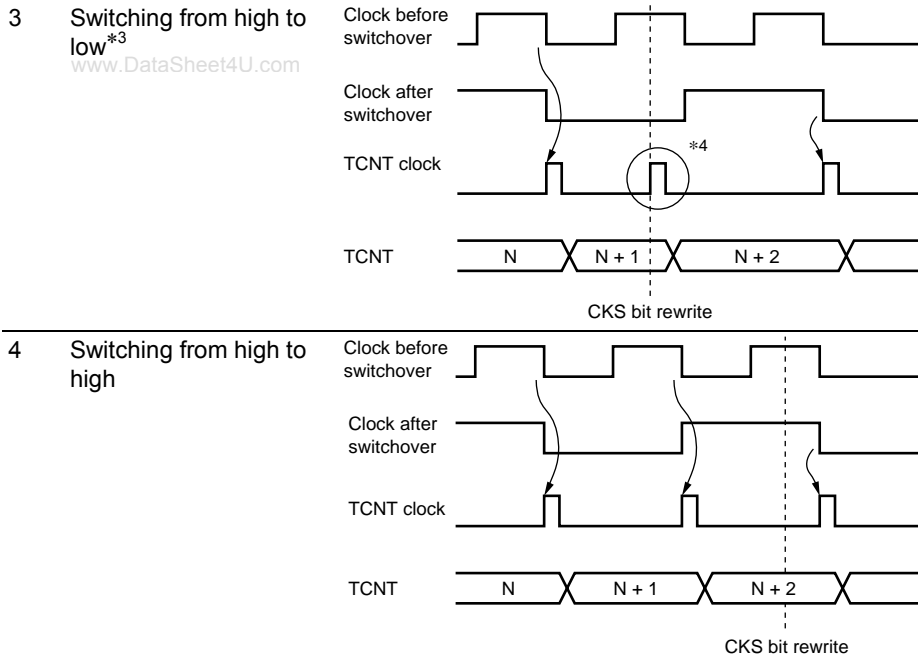 3 Switching from high to low*3
www.DataSheet4U.com
Clock before switchover
Clock after switchover
TCNT clock
*4
TCNT
N
N + 1
N + 2
CKS bit rewrite
4 Switching from high to high
Clock before switchover
Clock after switchover
TCNT clock
TCNT
N
N + 1
N + 2
CKS bit rewrite